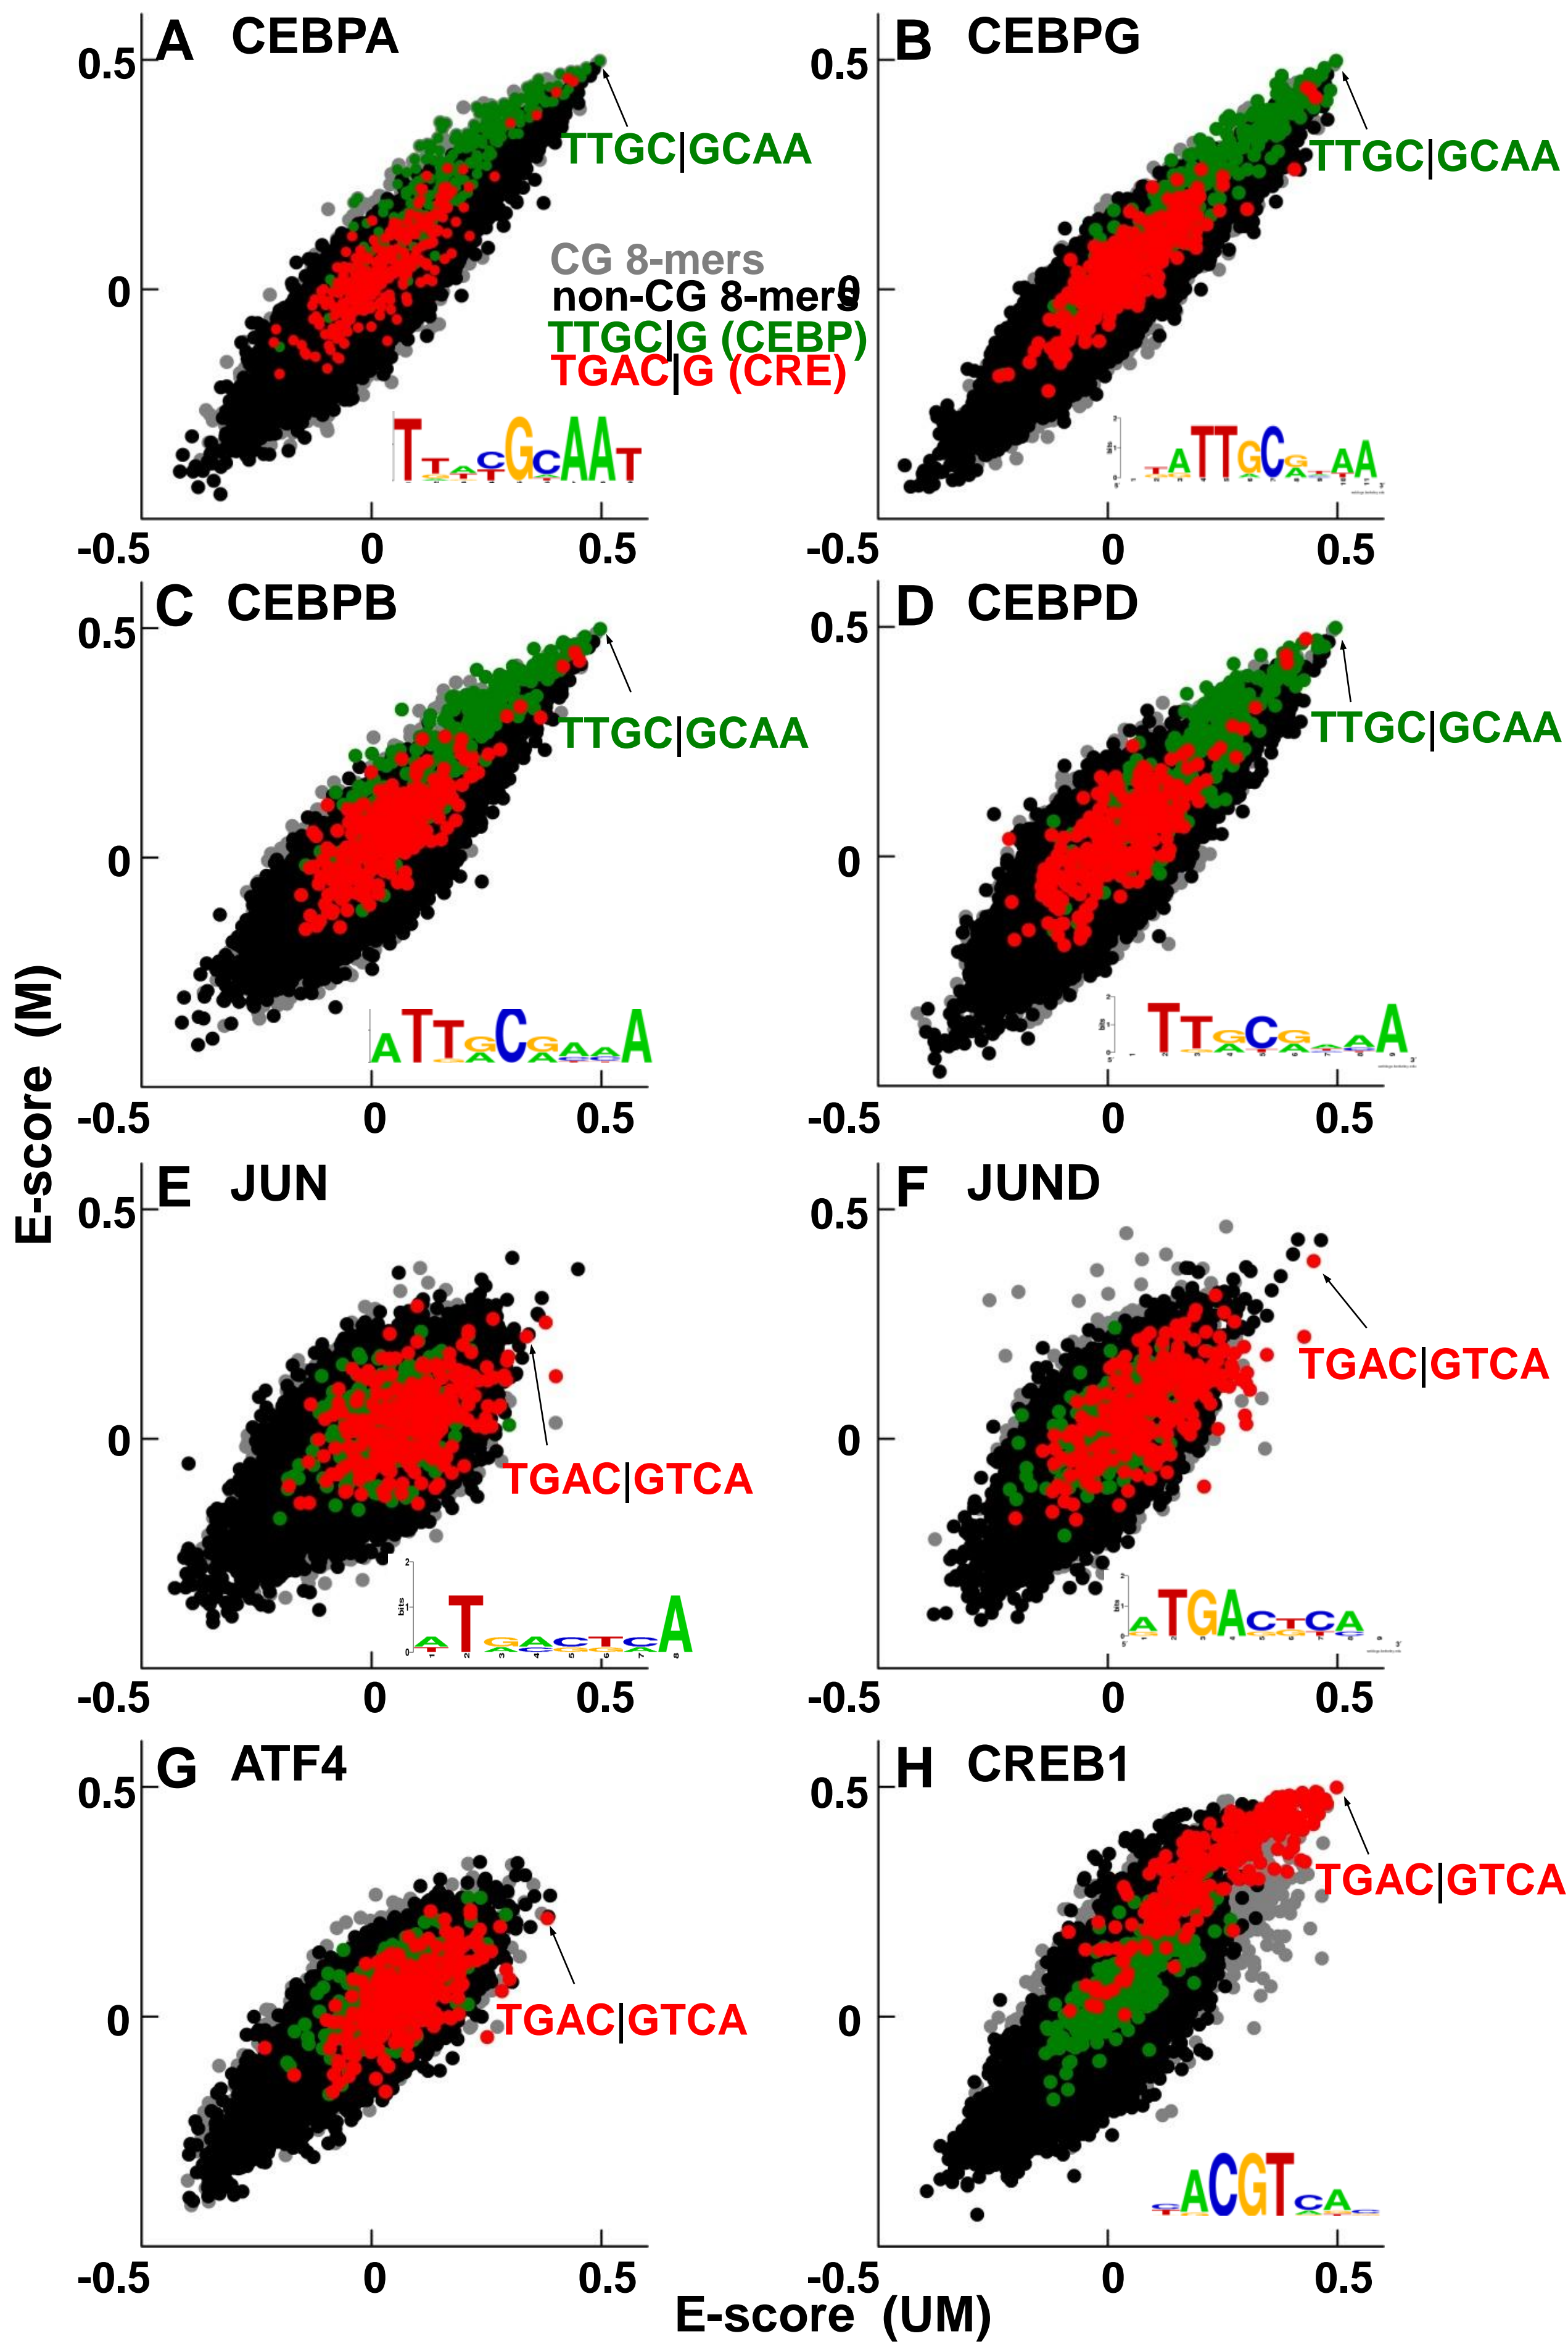 A CEBPA
0.5
0
-0.5 0 0.5
TTGC|GCAA
CG 8-mers
non-CG 8-mers
TTGC|G (CEBP)
TGAC|G (CRE)
B CEBPG
0.5
0
-0.5 0 0.5
TTGC|GCAA
C CEBPB
0.5
0
-0.5 0 0.5
TTGC|GCAA
D CEBPD
0.5
0
-0.5 0 0.5
TTGC|GCAA
E-score (M)
E JUN
0.5
0
-0.5 0 0.5
TGAC|GTCA
F JUND
0.5
0
-0.5 0 0.5
TGAC|GTCA
G ATF4
0.5
0
-0.5 0 0.5
TGAC|GTCA
H CREB1
0.5
0
-0.5 0 0.5
TGAC|GTCA
E-score (UM)